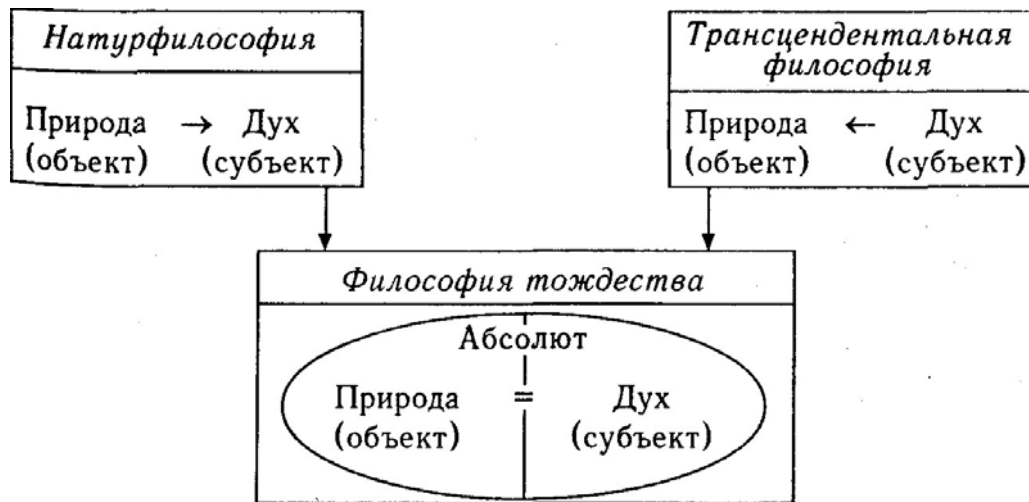 Натурфилософия
Природа → Дух
(объект) (субъект)
Трансцендентальная
философия
Природа ← Дух
(объект) (субъект)
Философия тождества
Абсолют
Природа = Дух
(объект) (субъект)